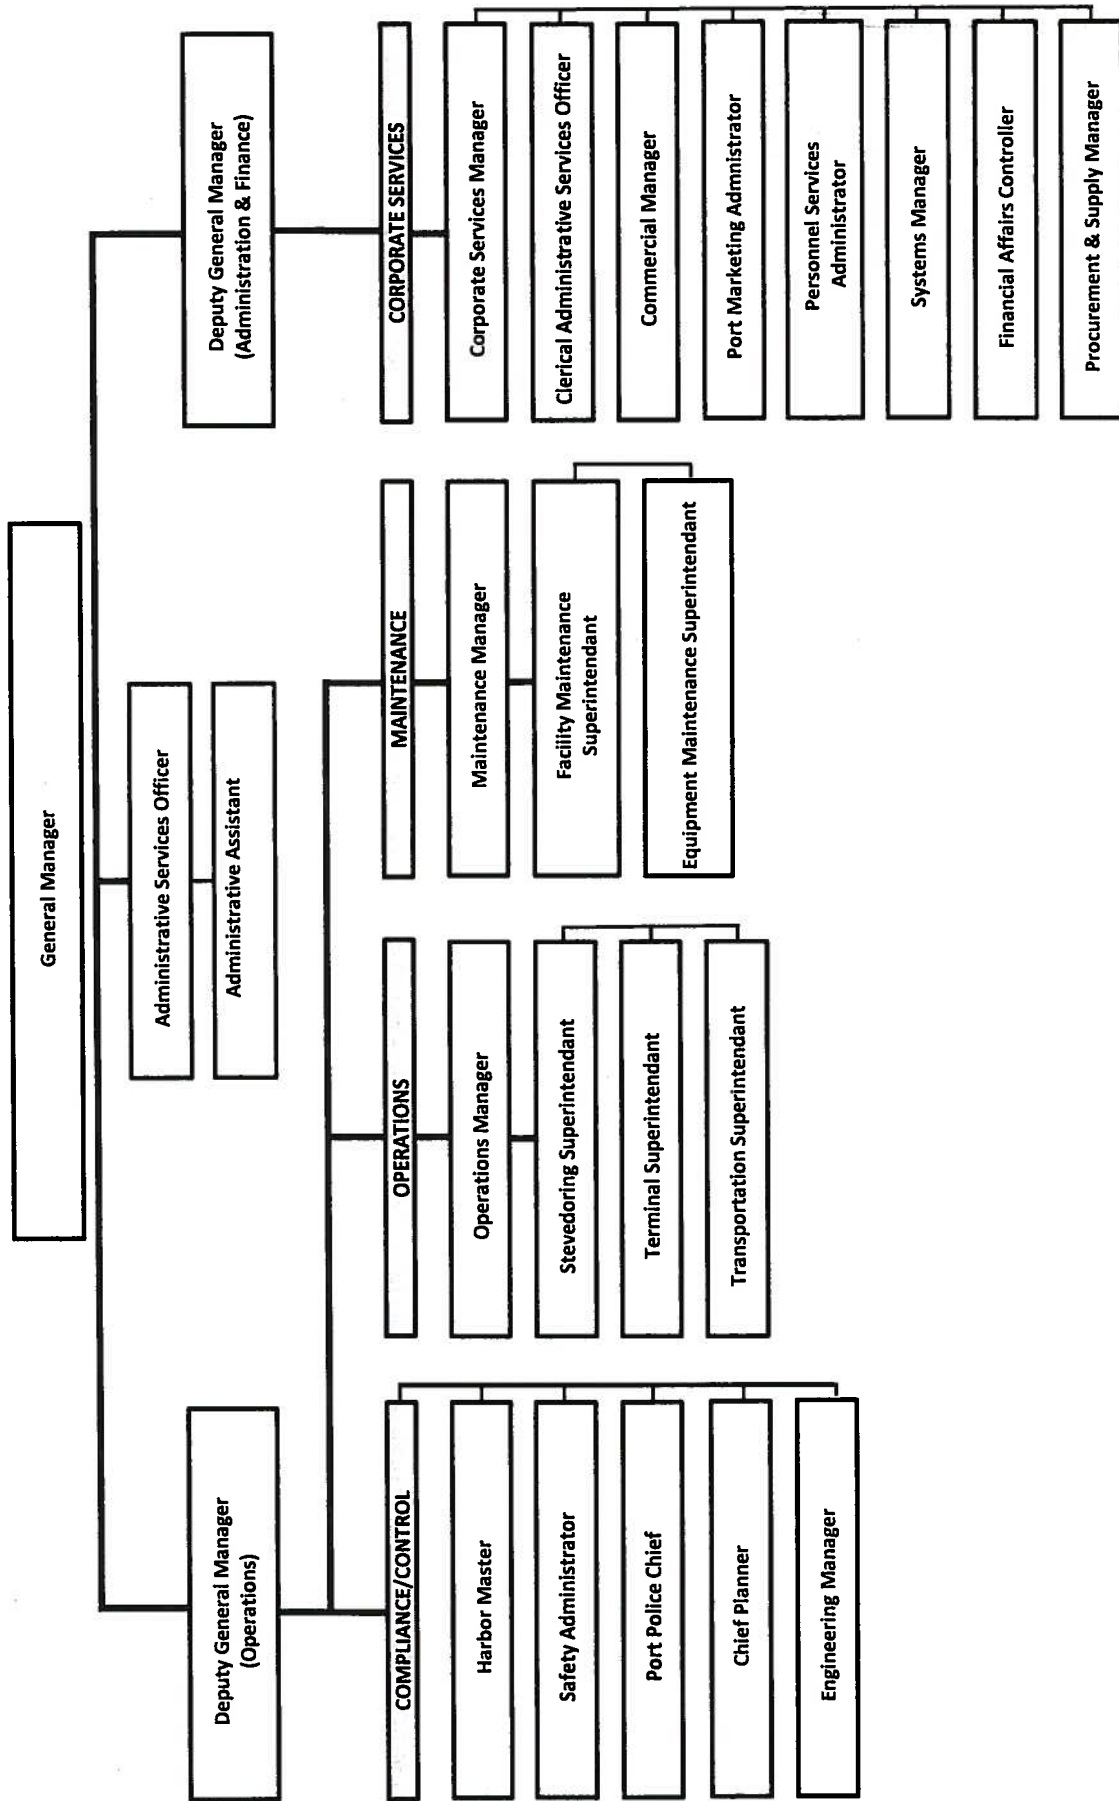 General Manager
Administrative Services Officer
Administrative Assistant
Deputy General Manager
(Operations)
Deputy General Manager
(Administration & Finance)
COMPLIANCE/CONTROL
Harbor Master
Safety Administrator
Port Police Chief
Chief Planner
Engineering Manager
OPERATIONS
Operations Manager
Stevedoring Superintendant
Terminal Superintendant
Transportation Superintendant
MAINTENANCE
Maintenance Manager
Facility Maintenance
Superintendant
Equipment Maintenance Superintendant
CORPORATE SERVICES
Corporate Services Manager
Clerical Administrative Services Officer
Commercial Manager
Port Marketing Admnistrator
Personnel Services
Administrator
Systems Manager
Financial Affairs Controller
Procurement & Supply Manager